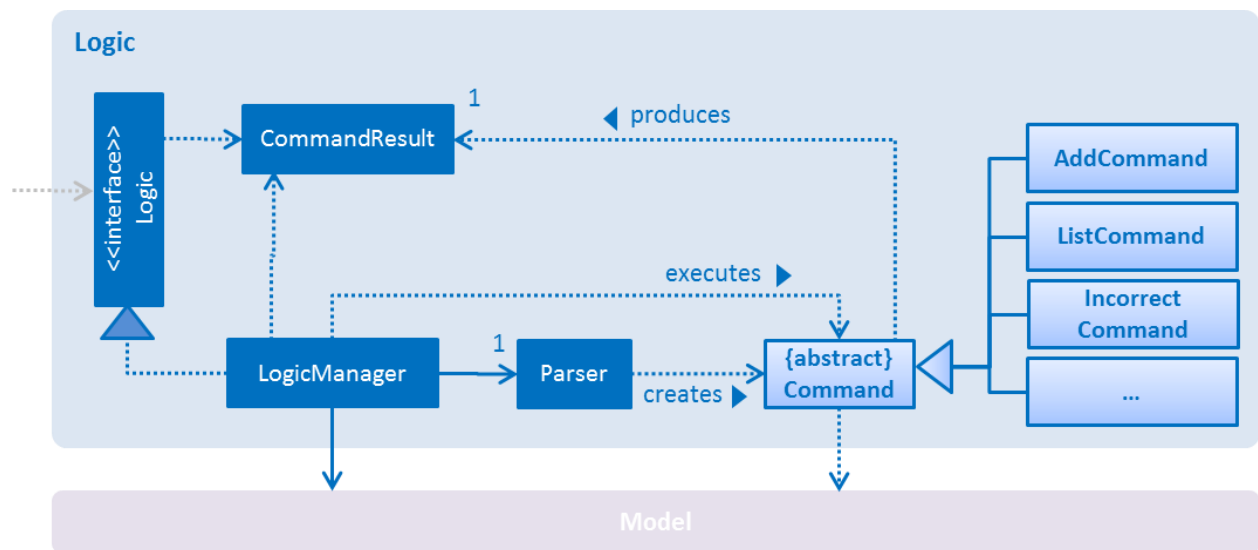 Logic
<<interface>>
Logic
CommandResult
1
produces
AddCommand
ListCommand
executes
Incorrect
Command
LogicManager
1
Parser
creates
{abstract}
Command
...
Model